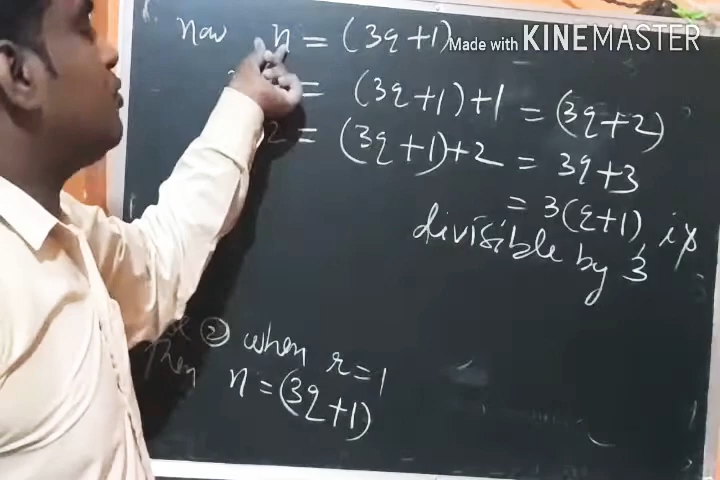 now n = (3q+1)
Made with KINEMASTER
= (3q+1)+1 = (3q+2)
2 = (3q+1)+2 = 3q+3
= 3(q+1) is
divisible by 3
② when r=1
Then n = (3q+1)